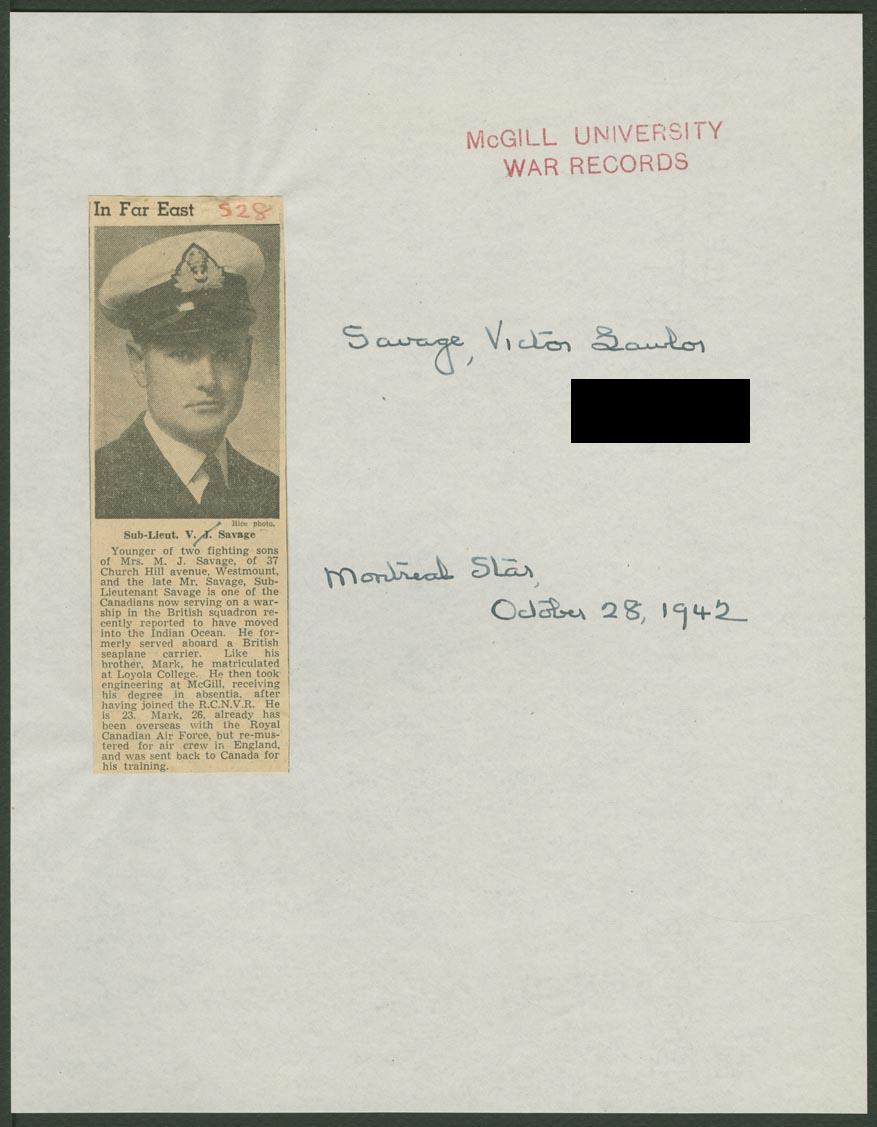 McGILL UNIVERSITY
WAR RECORDS
In Far East 528
Savage, Victor Lawlor
Rice photo.
Sub-Lieut. V. J. Savage
Younger of two fighting sons
of Mrs. M. J. Savage, of 37
Church Hill avenue, Westmount,
and the late Mr. Savage, Sub-
Lieutenant Savage is one of the
Canadians now serving on a war-
ship in the British squadron re-
cently reported to have moved
into the Indian Ocean. He for-
merly served aboard a British
seaplane carrier. Like his
brother, Mark, he matriculated
at Loyola College. He then took
engineering at McGill, receiving
his degree in absentia, after
having joined the R.C.N.V.R. He
is 23. Mark, 26, already has
been overseas with the Royal
Canadian Air Force, but re-mus-
tered for air crew in England,
and was sent back to Canada for
his training.
Montreal Star,
October 28, 1942